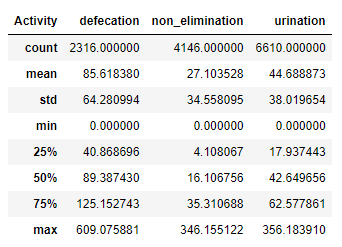 Activity defecation non_elimination urination
count 2316.000000 4146.000000 6610.000000
mean 85.618380 27.103528 44.688873
std 64.280994 34.558095 38.019654
min 0.000000 0.000000 0.000000
25% 40.868696 4.108067 17.937443
50% 89.387430 16.106756 42.649656
75% 125.152743 35.310688 62.577861
max 609.075881 346.155122 356.183910